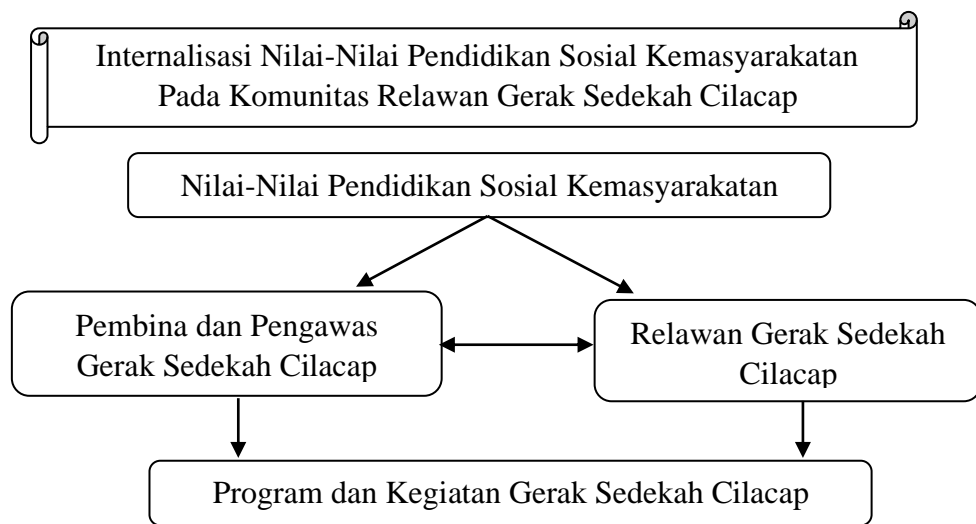 Internalisasi Nilai-Nilai Pendidikan Sosial Kemasyarakatan
Pada Komunitas Relawan Gerak Sedekah Cilacap
Nilai-Nilai Pendidikan Sosial Kemasyarakatan
Pembina dan Pengawas
Gerak Sedekah Cilacap
Relawan Gerak Sedekah
Cilacap
Program dan Kegiatan Gerak Sedekah Cilacap